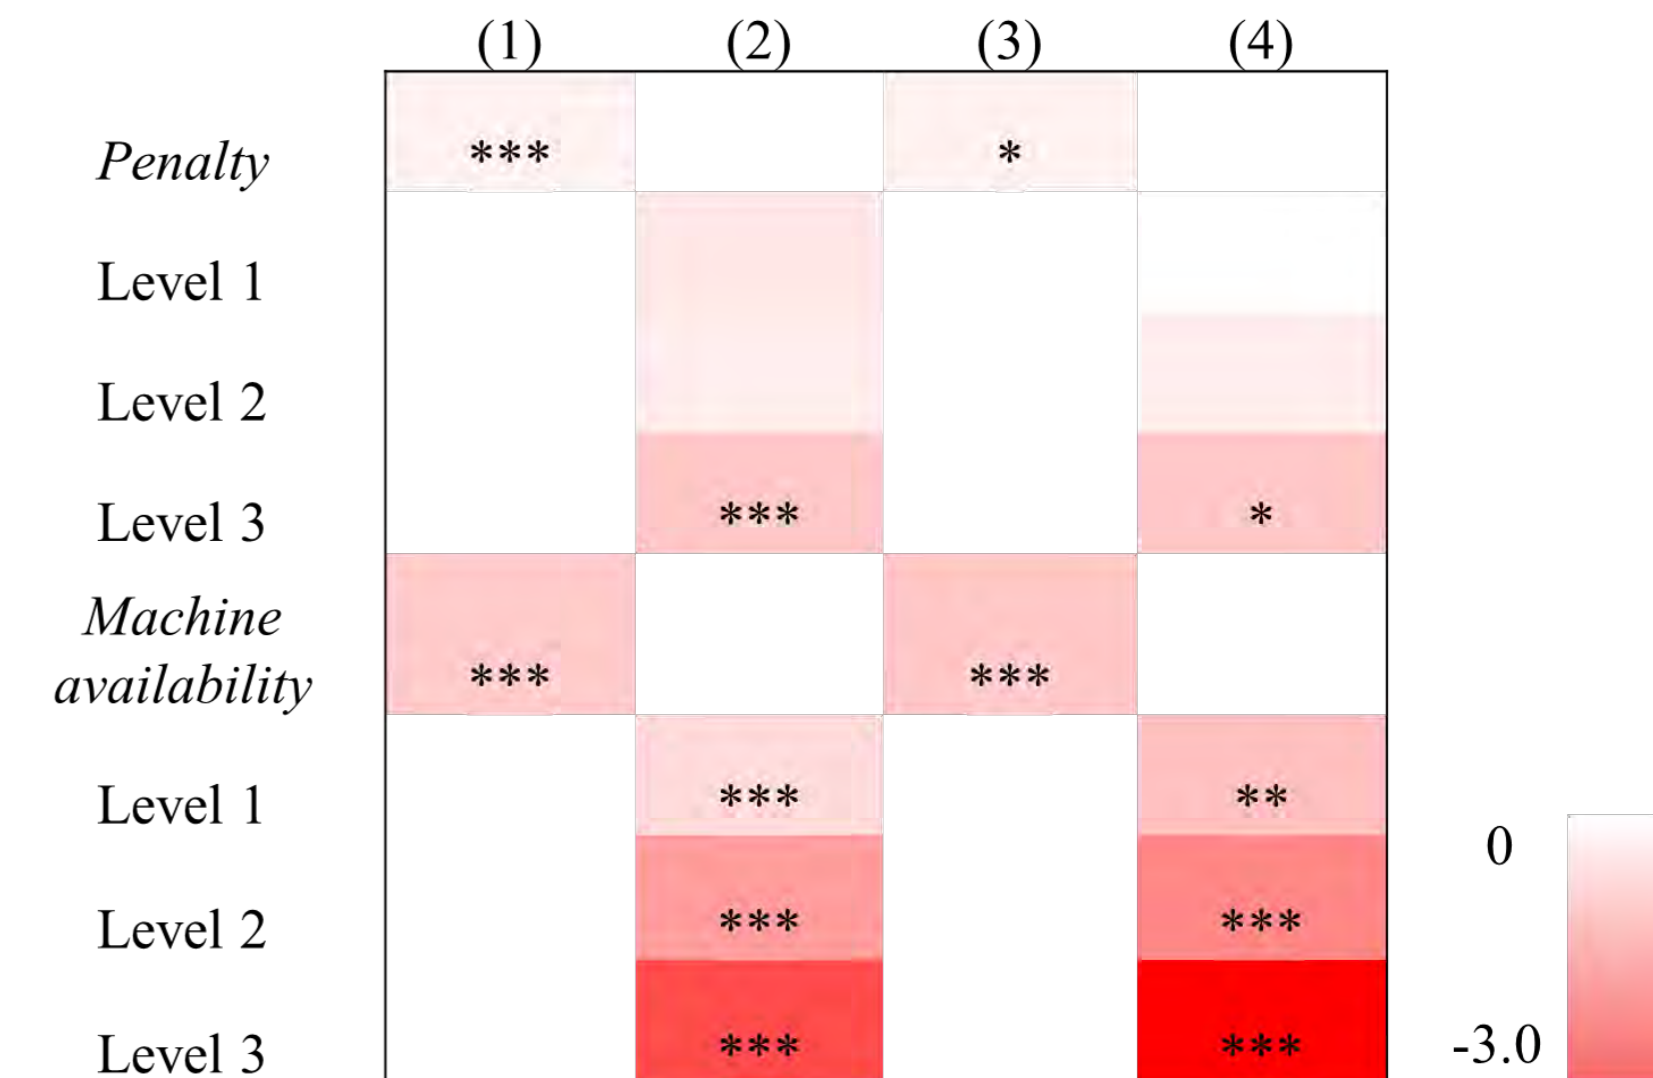 (1) (2) (3) (4)
Penalty *** *
Level 1
Level 2
Level 3 *** *
Machine
availability *** ***
Level 1 *** **
Level 2 *** ***
Level 3 *** ***
0
-3.0